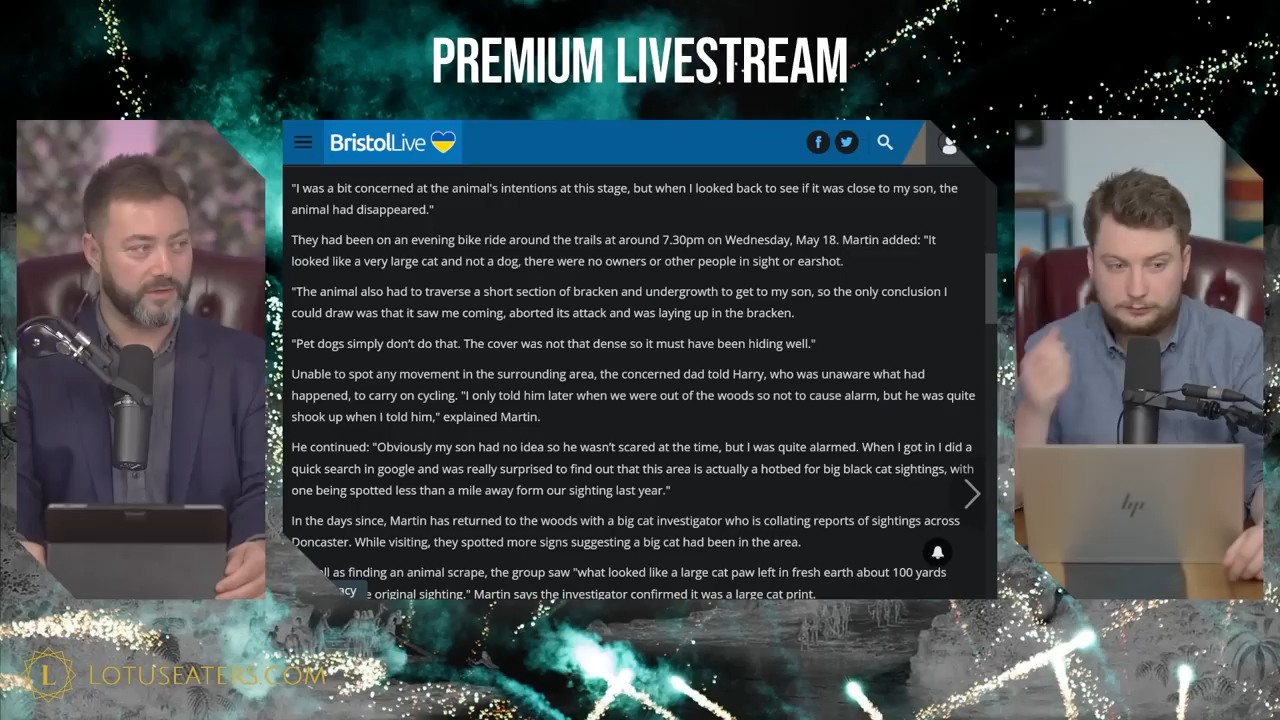 PREMIUM LIVESTREAM
BristolLive
"I was a bit concerned at the animal's intentions at this stage, but when I looked back to see if it was close to my son, the
animal had disappeared."
They had been on an evening bike ride around the trails at around 7.30pm on Wednesday, May 18. Martin added: "It
looked like a very large cat and not a dog, there were no owners or other people in sight or earshot.
"The animal also had to traverse a short section of bracken and undergrowth to get to my son, so the only conclusion I
could draw was that it saw me coming, aborted its attack and was laying up in the bracken.
"Pet dogs simply don't do that. The cover was not that dense so it must have been hiding well."
Unable to spot any movement in the surrounding area, the concerned dad told Harry, who was unaware what had
happened, to carry on cycling. "I only told him later when we were out of the woods so not to cause alarm, but he was quite
shook up when I told him," explained Martin.
He continued: "Obviously my son had no idea so he wasn't scared at the time, but I was quite alarmed. When I got in I did a
quick search in google and was really surprised to find out that this area is actually a hotbed for big black cat sightings, with
one being spotted less than a mile away form our sighting last year."
In the days since, Martin has returned to the woods with a big cat investigator who is collating reports of sightings across
Doncaster. While visiting, they spotted more signs suggesting a big cat had been in the area.
as finding an animal scrape, the group saw "what looked like a large cat paw left in fresh earth about 100 yards
original sighting." Martin says the investigator confirmed it was a large cat print.
hp
L
LOTUSEATERS.COM